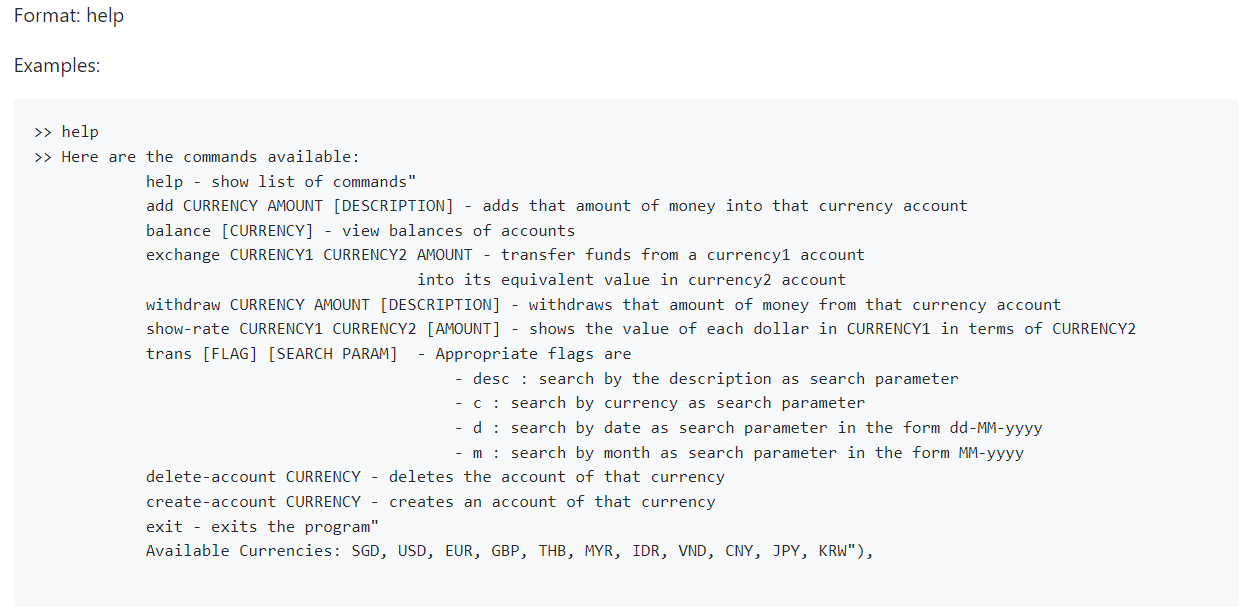 Format: help
Examples:
>> help
>> Here are the commands available:
help - show list of commands"
add CURRENCY AMOUNT [DESCRIPTION] - adds that amount of money into that currency account
balance [CURRENCY] - view balances of accounts
exchange CURRENCY1 CURRENCY2 AMOUNT - transfer funds from a currency1 account
into its equivalent value in currency2 account
withdraw CURRENCY AMOUNT [DESCRIPTION] - withdraws that amount of money from that currency account
show-rate CURRENCY1 CURRENCY2 [AMOUNT] - shows the value of each dollar in CURRENCY1 in terms of CURRENCY2
trans [FLAG] [SEARCH PARAM]  - Appropriate flags are
- desc : search by the description as search parameter
- c : search by currency as search parameter
- d : search by date as search parameter in the form dd-MM-yyyy
- m : search by month as search parameter in the form MM-yyyy
delete-account CURRENCY - deletes the account of that currency
create-account CURRENCY - creates an account of that currency
exit - exits the program"
Available Currencies: SGD, USD, EUR, GBP, THB, MYR, IDR, VND, CNY, JPY, KRW"),